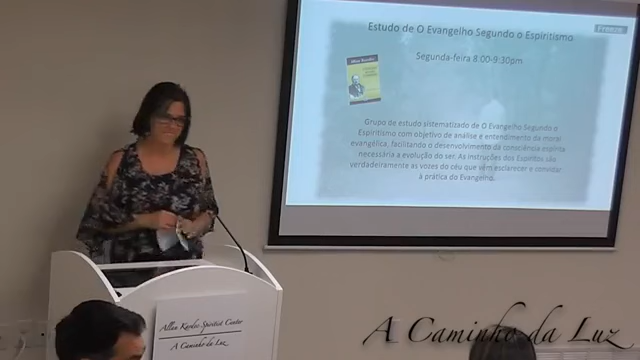 Estudo de O Evangelho Segundo o Espiritismo
Segunda-feira 8:00-9:30pm
Allan Kardec
Grupo de estudo sistematizado de O Evangelho Segundo o
Espiritismo com objetivo de análise e entendimento da moral
evangélica, facilitando o desenvolvimento da consciência espírita
necessária a evolução do ser. As instruções dos Espíritos são
verdadeiramente as vozes do céu que vêm esclarecer e convidar
à prática do Evangelho.
Allan Kardec Spiritist Center
A Caminho da Luz
A Caminho da Luz